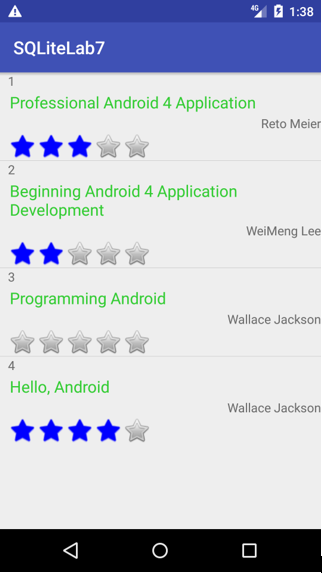 4G 1:38
SQLiteLab7
1
Professional Android 4 Application
Reto Meier
2
Beginning Android 4 Application
Development
WeiMeng Lee
3
Programming Android
Wallace Jackson
4
Hello, Android
Wallace Jackson